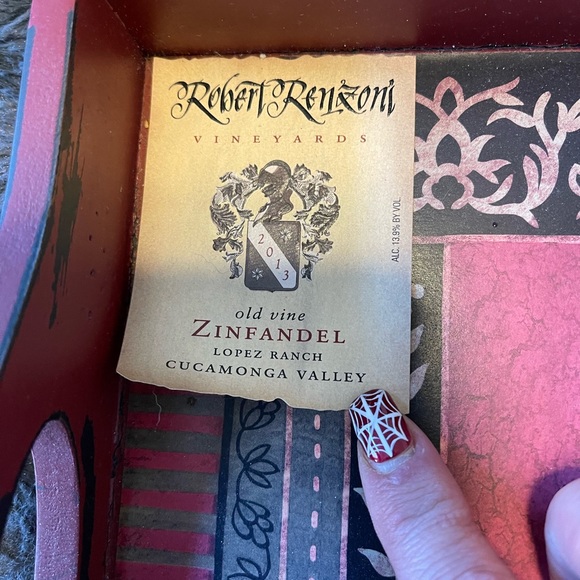 Robert Renzoni
VINEYARDS
2013
old vine
ZINFANDEL
LOPEZ RANCH
CUCAMONGA VALLEY
ALC. 13.9% BY VOL.